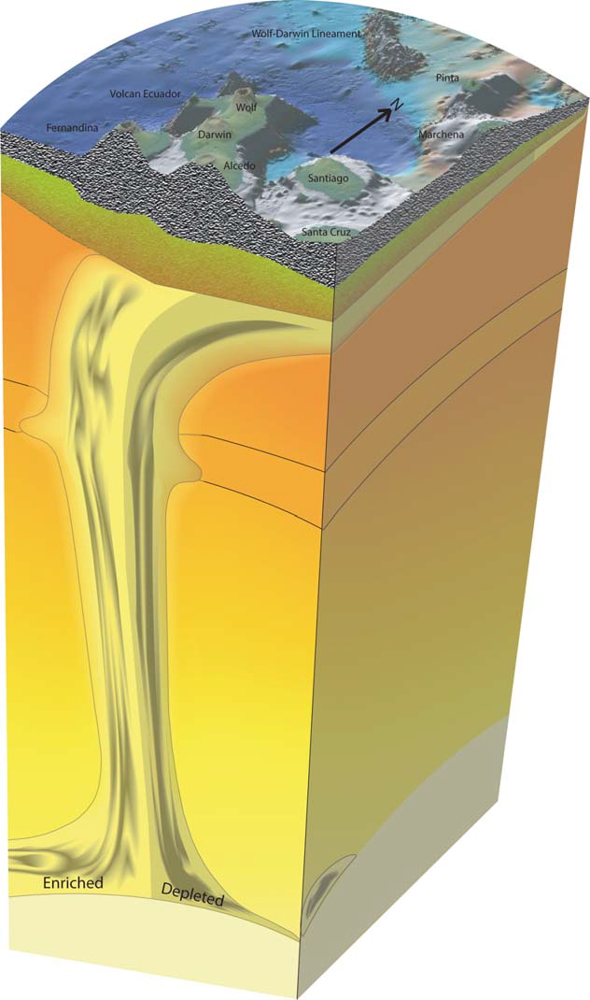 Wolf-Darwin Lineament
Pinta
Volcan Ecuador
N
Wolf
Fernandina
Darwin
Marchena
Alcedo
Santiago
Santa Cruz
Enriched
Depleted